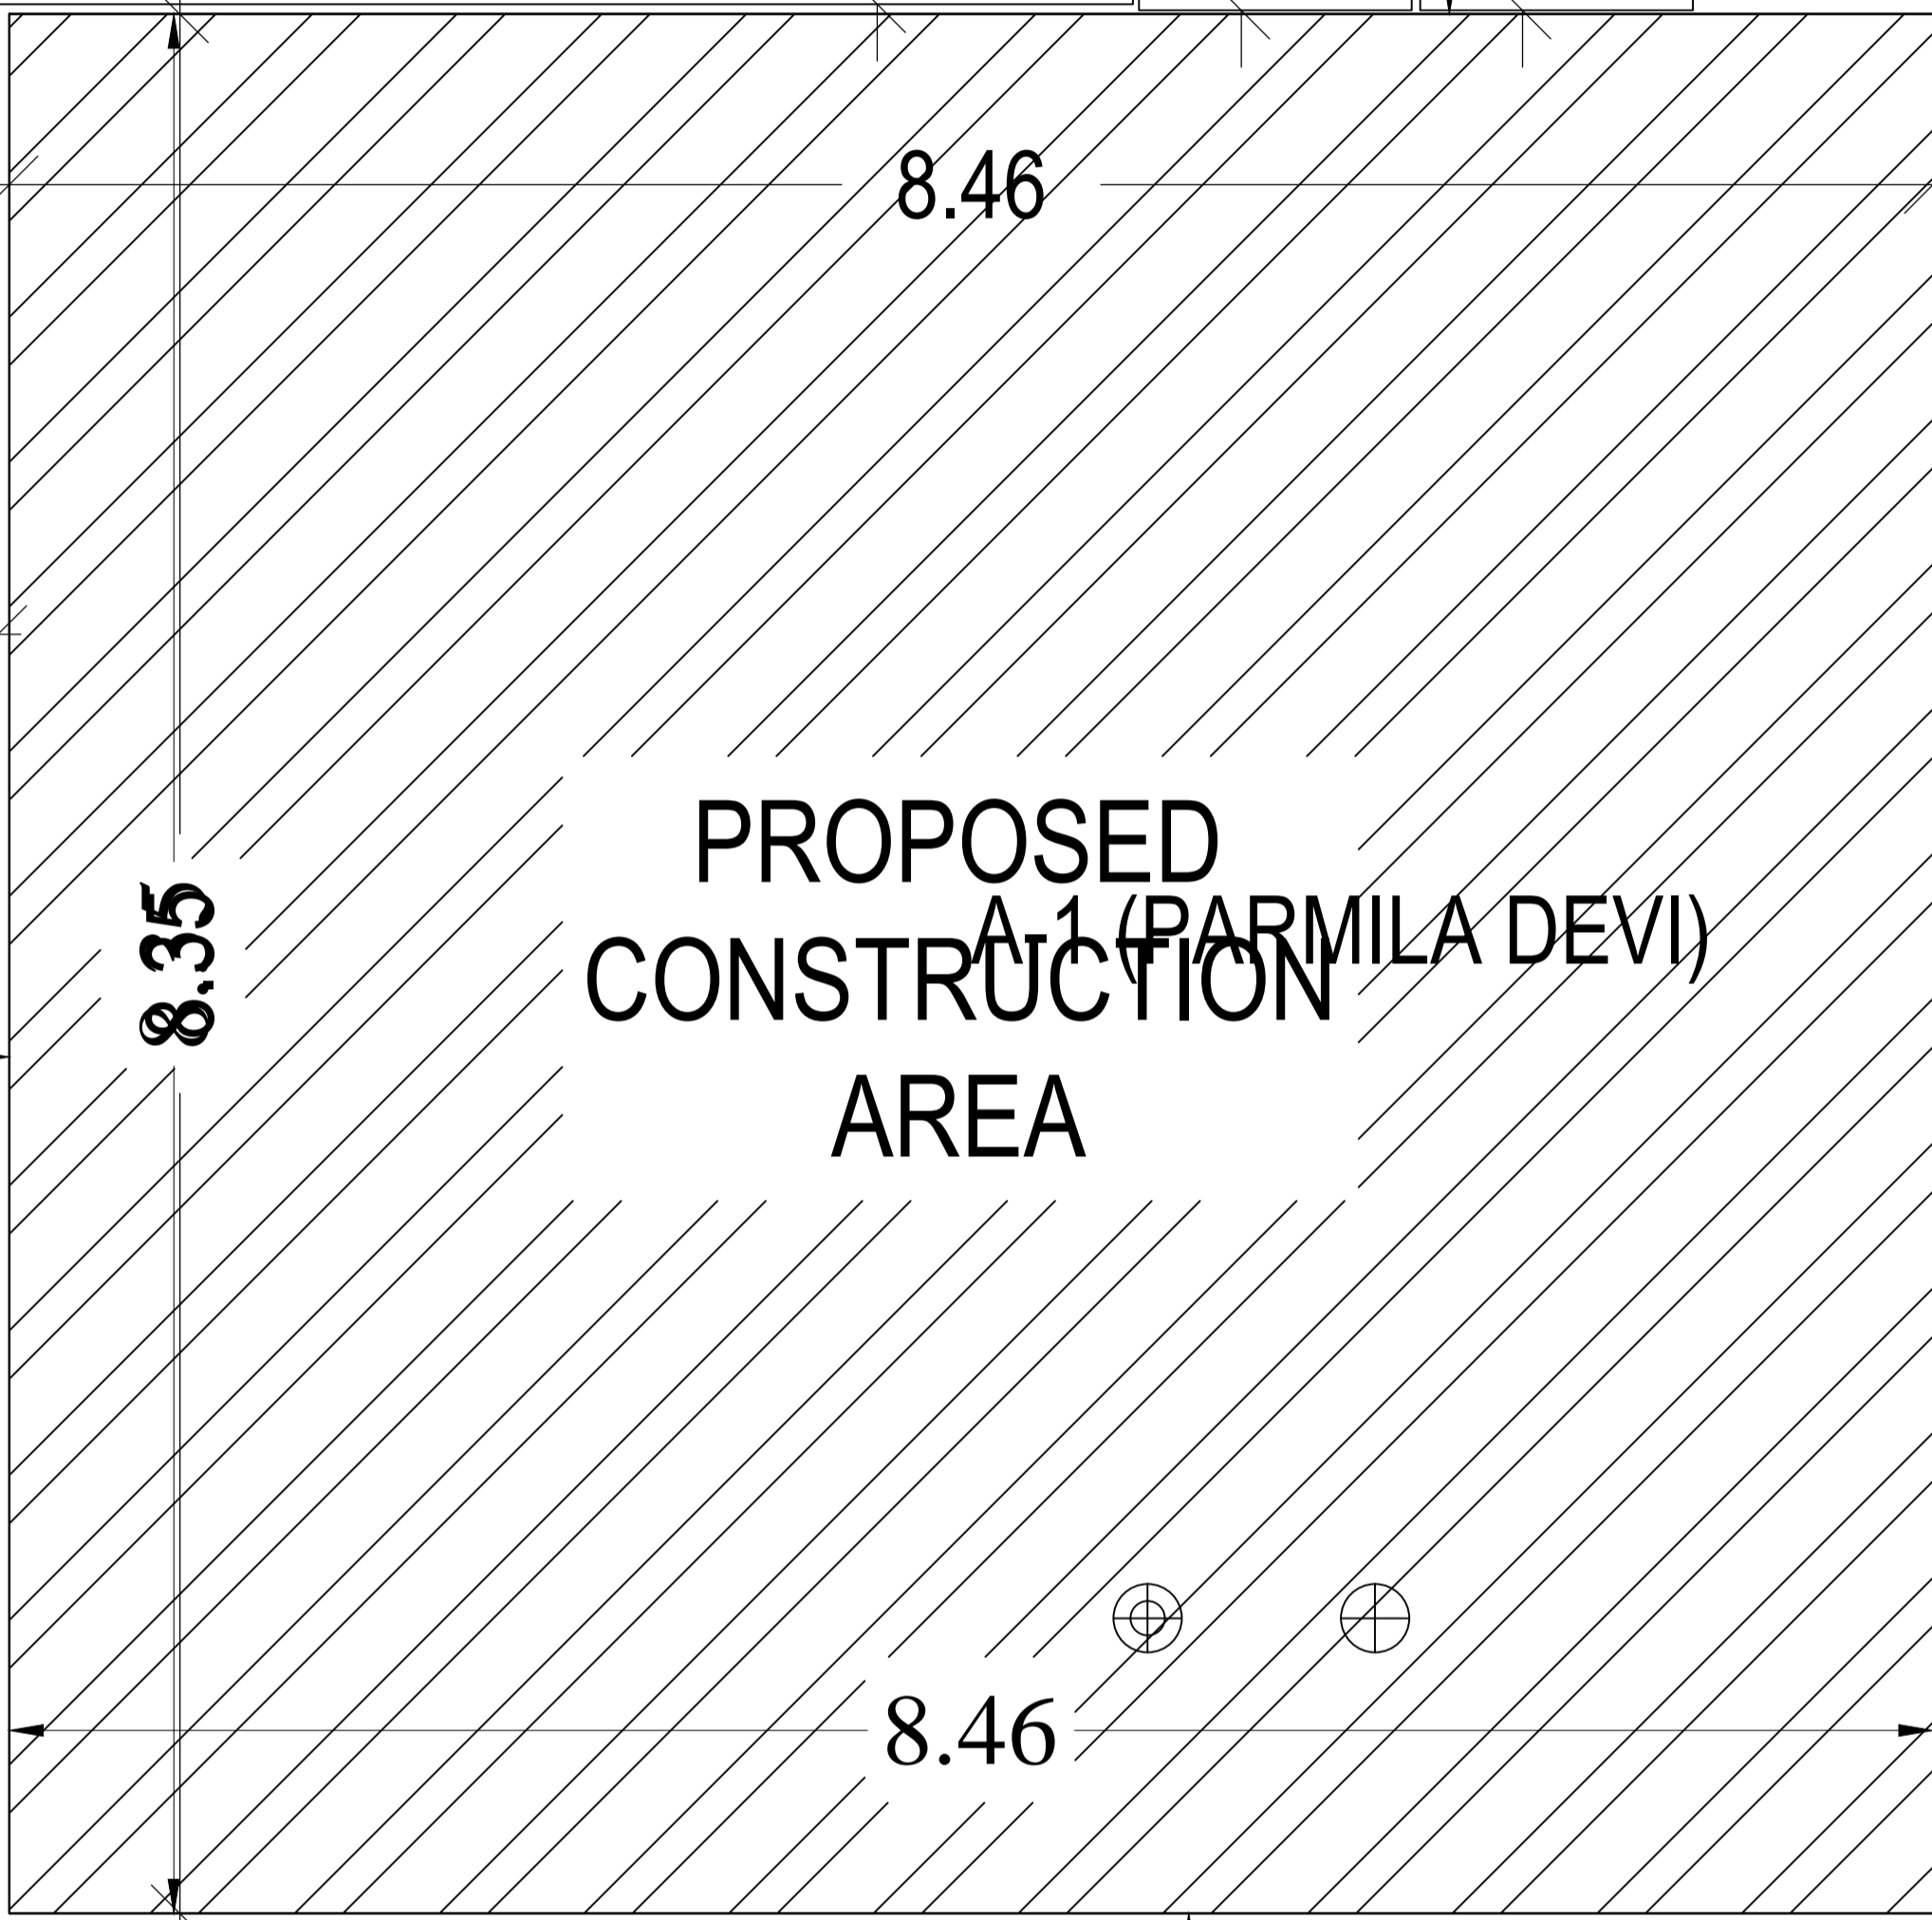 8.46
PROPOSED
A-1 (PARMILA DEVI)
CONSTRUCTION
8.35
AREA
8.46